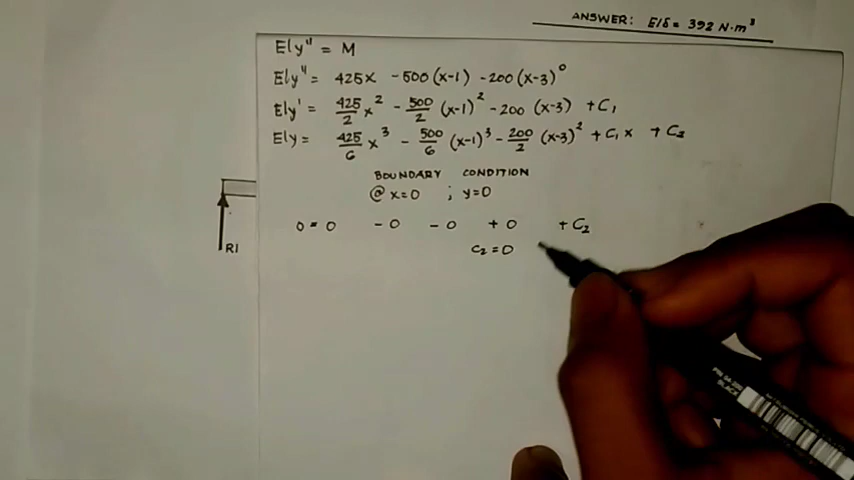 ANSWER: EIδ = 392 N·m³
EIy" = M
EIy" = 425x - 500(x-1) - 200(x-3)⁰
EIy' = 425/2 x² - 500/2 (x-1)² - 200 (x-3) + C₁
EIy = 425/6 x³ - 500/6 (x-1)³ - 200/2 (x-3)² + C₁x + C₂
BOUNDARY CONDITION
@ x=0 ; y=0
0 = 0 - 0 - 0 + 0 + C₂
C₂ = 0
R1
BLACK